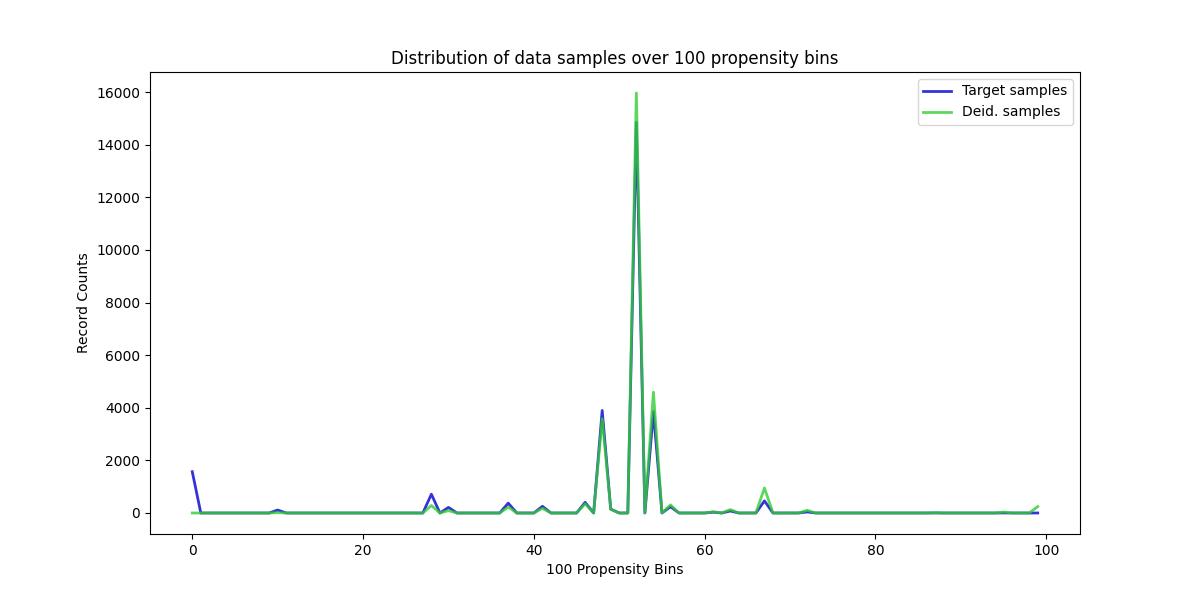 Distribution of data samples over 100 propensity bins
Target samples
Deid. samples
16000
14000
12000
10000
8000
6000
4000
2000
0
Record Counts
0 20 40 60 80 100
100 Propensity Bins